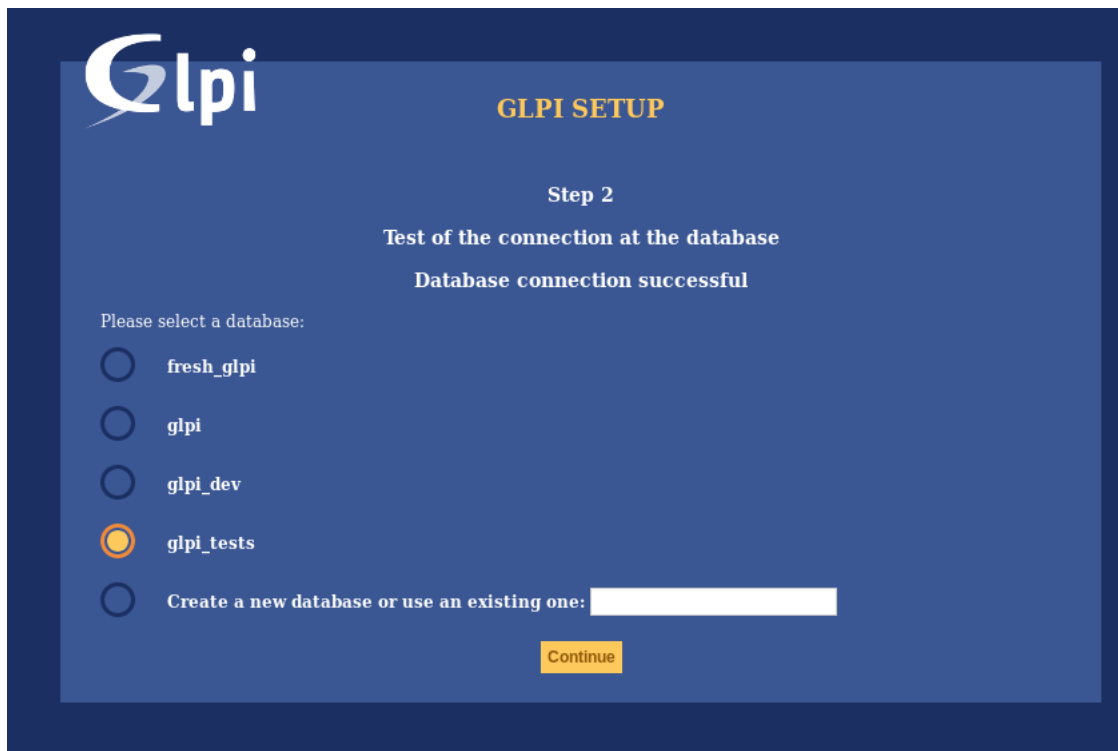 Glpi
GLPI SETUP
Step 2
Test of the connection at the database
Database connection successful
Please select a database:
fresh_glpi
glpi
glpi_dev
glpi_tests
Create a new database or use an existing one:
Continue